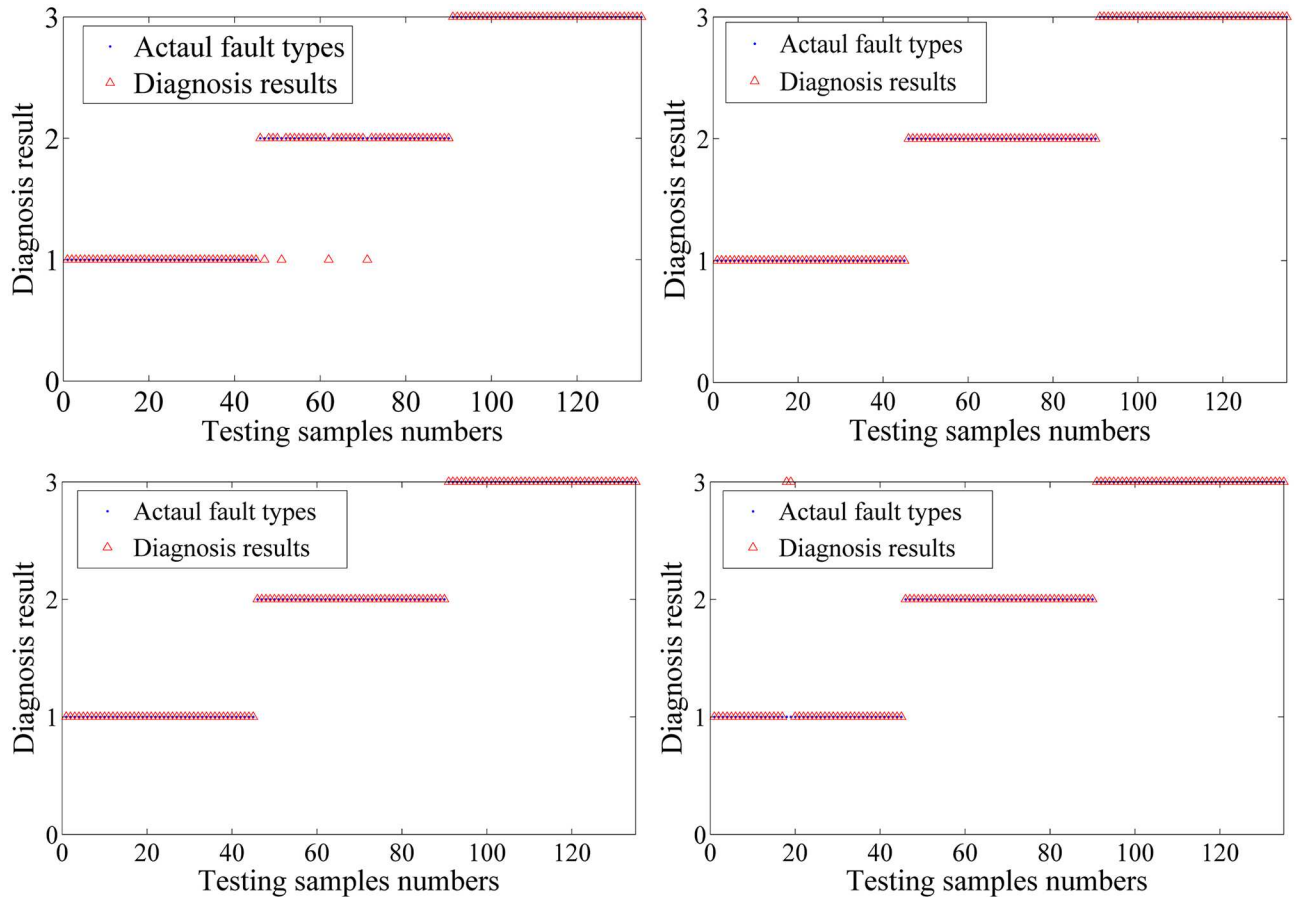 3
Actaul fault types
Diagnosis results
2
1
0
Diagnosis result
0 20 40 60 80 100 120
Testing samples numbers
3
Actaul fault types
Diagnosis results
2
1
0
Diagnosis result
0 20 40 60 80 100 120
Testing samples numbers
3
Actaul fault types
Diagnosis results
2
1
0
Diagnosis result
0 20 40 60 80 100 120
Testing samples numbers
3
Actaul fault types
Diagnosis results
2
1
0
Diagnosis result
0 20 40 60 80 100 120
Testing samples numbers